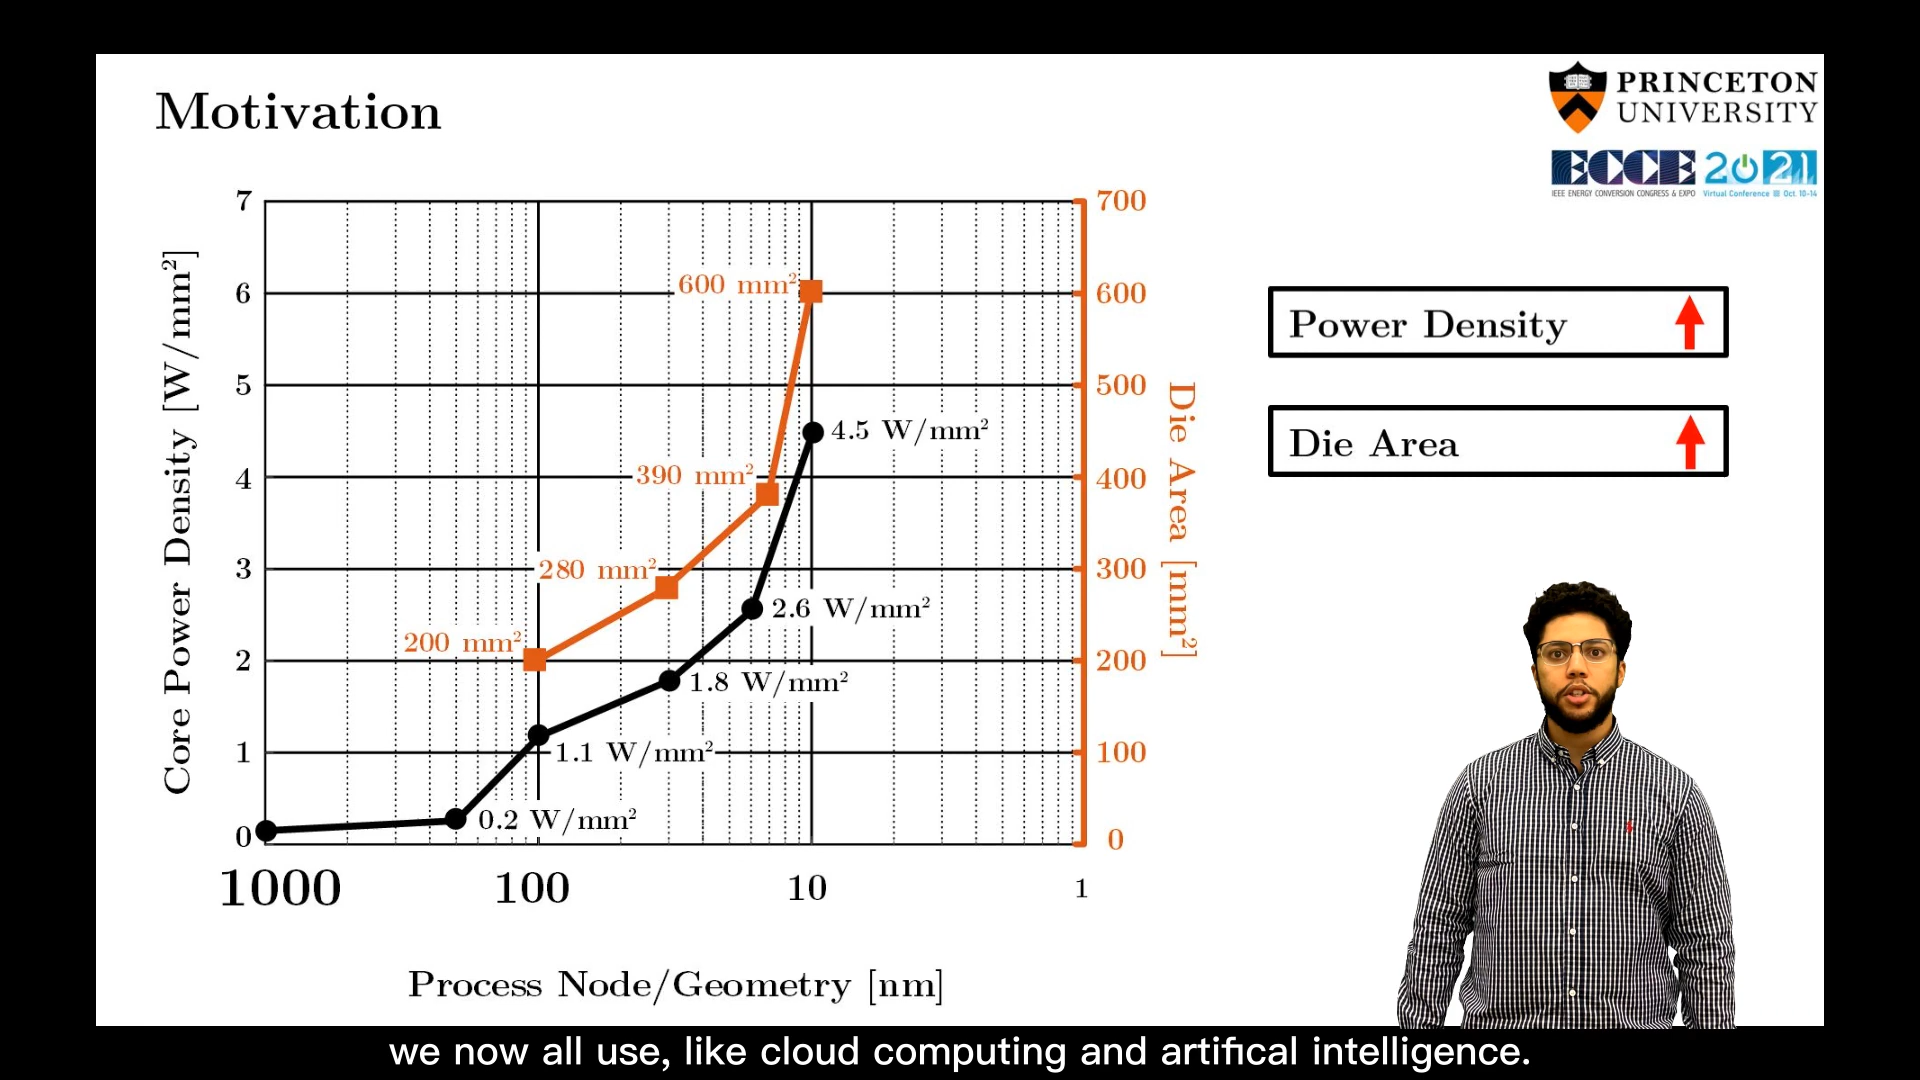 Motivation
PRINCETON
UNIVERSITY
ECCE 2021
IEEE ENERGY CONVERSION CONGRESS & EXPO
Virtual Conference
Oct. 10-14
Core Power Density [W/mm²]
7
6
5
4
3
2
1
0
600 mm²
390 mm²
280 mm²
200 mm²
4.5 W/mm²
2.6 W/mm²
1.8 W/mm²
1.1 W/mm²
0.2 W/mm²
700
600
500
400
300
200
100
0
Die Area [mm²]
1000 100 10 1
Process Node/Geometry [nm]
Power Density
Die Area
we now all use, like cloud computing and artifical intelligence.